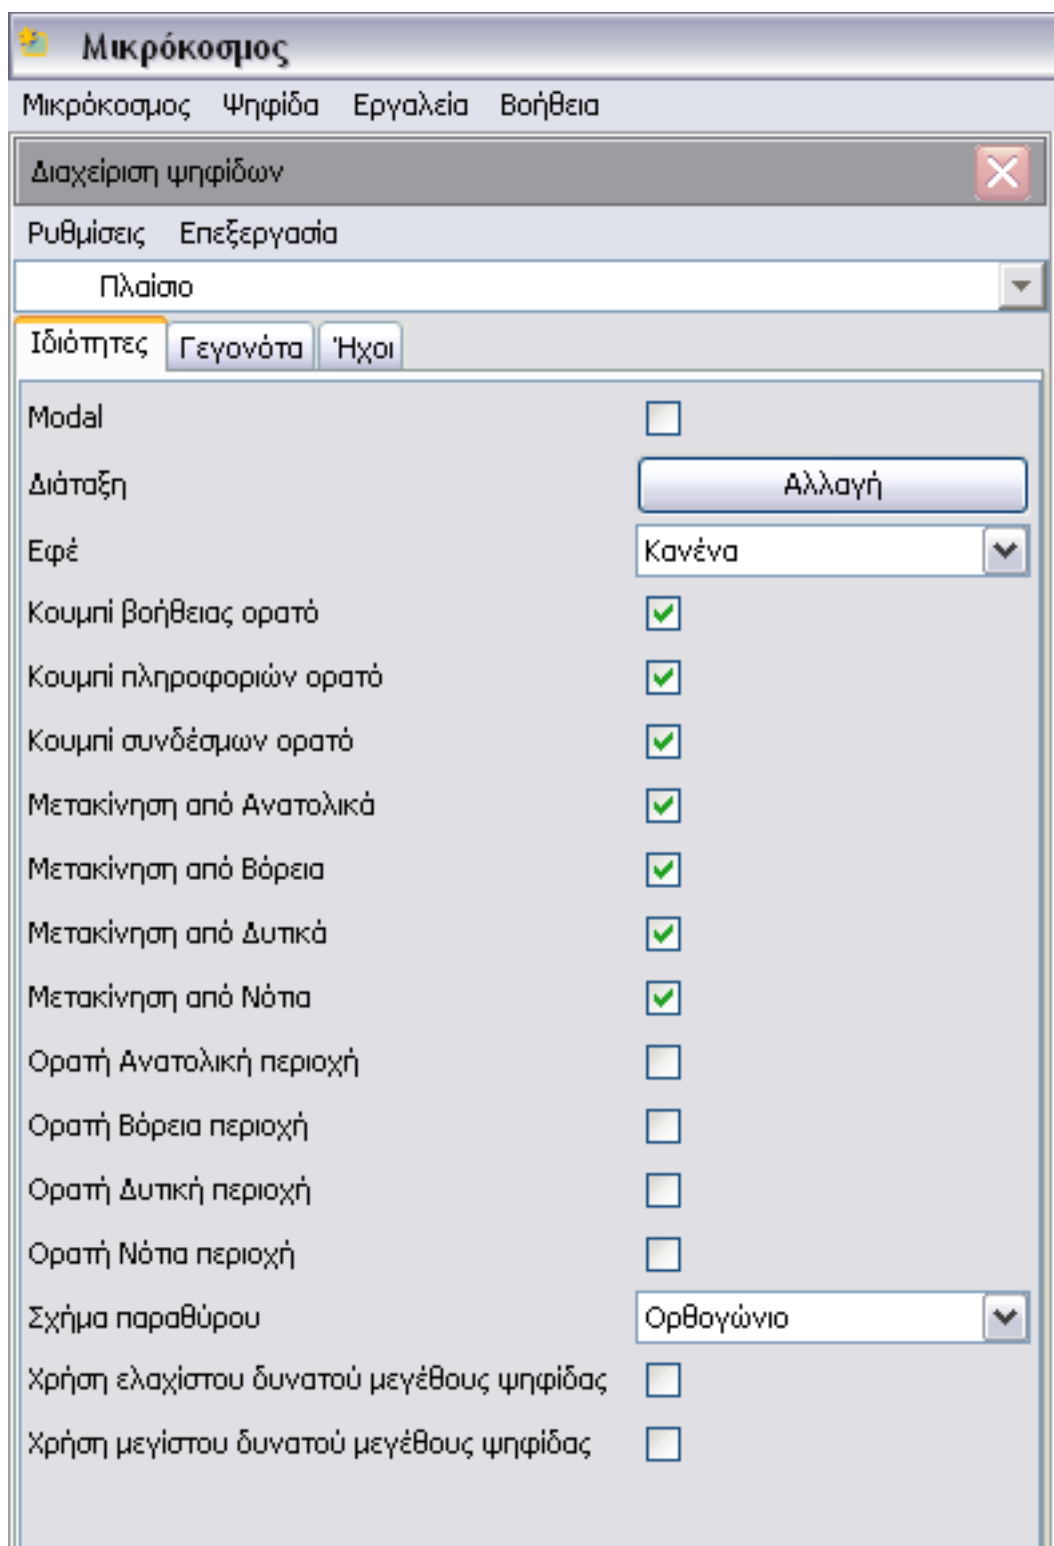 Μικρόκοσμος
Μικρόκοσμος Ψηφίδα Εργαλεία Βοήθεια
Διαχείριση ψηφίδων
Ρυθμίσεις Επεξεργασία
Πλαίσιο
Ιδιότητες Γεγονότα Ήχοι
Modal
Διάταξη Αλλαγή
Εφέ Κανένα
Κουμπί βοήθειας ορατό
Κουμπί πληροφοριών ορατό
Κουμπί συνδέσμων ορατό
Μετακίνηση από Ανατολικά
Μετακίνηση από Βόρεια
Μετακίνηση από Δυτικά
Μετακίνηση από Νότια
Ορατή Ανατολική περιοχή
Ορατή Βόρεια περιοχή
Ορατή Δυτική περιοχή
Ορατή Νότια περιοχή
Σχήμα παραθύρου Ορθογώνιο
Χρήση ελαχίστου δυνατού μεγέθους ψηφίδας
Χρήση μεγίστου δυνατού μεγέθους ψηφίδας